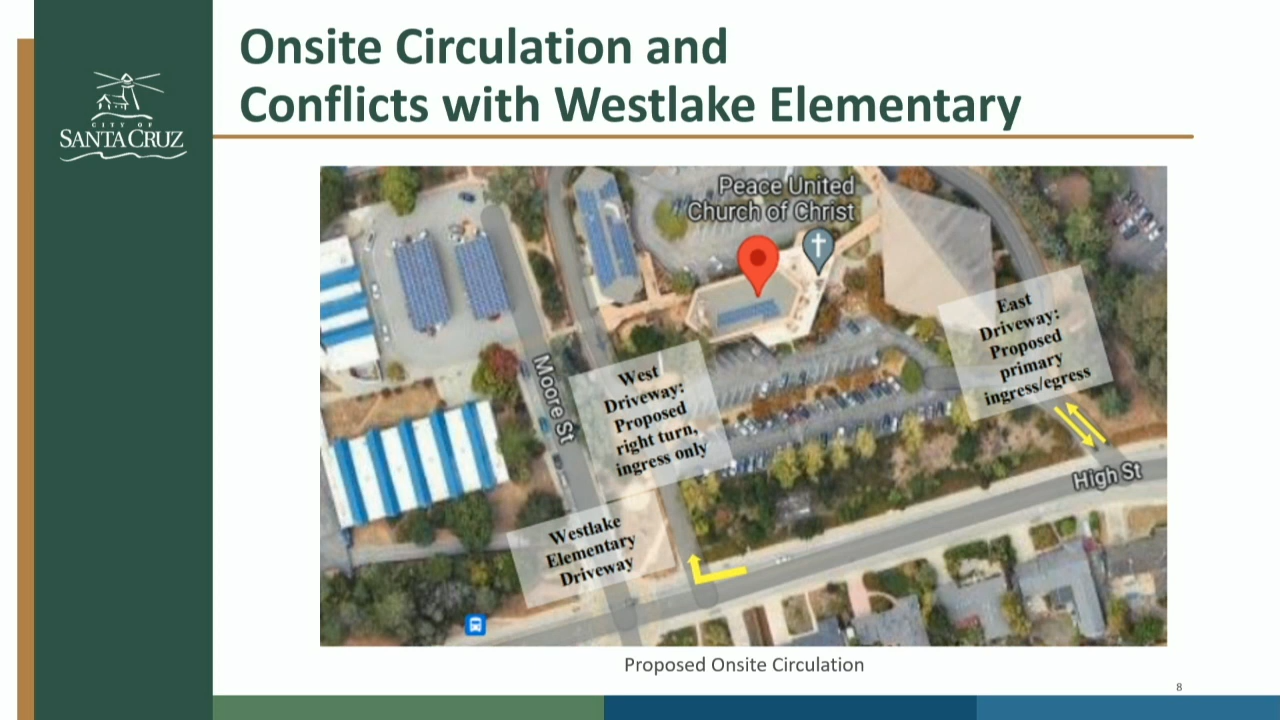 Onsite Circulation and
Conflicts with Westlake Elementary
CITY OF
SANTA CRUZ
Peace United
Church of Christ
East
Driveway:
Proposed
primary
ingress/egress
West
Driveway:
Proposed
right turn,
ingress only
Moore St
High St
Westlake
Elementary
Driveway
Proposed Onsite Circulation
8